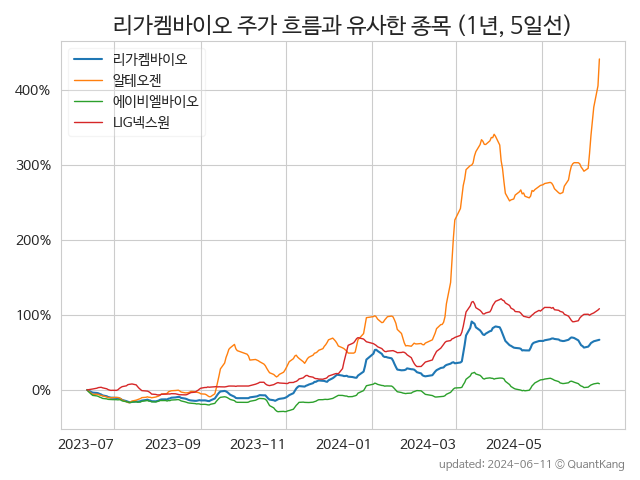 리가켐바이오 주가 흐름과 유사한 종목 (1년, 5일선)
리가켐바이오
알테오젠
에이비엘바이오
LIG넥스원
400%
300%
200%
100%
0%
2023-07 2023-09 2023-11 2024-01 2024-03 2024-05
updated: 2024-06-11 © QuantKang